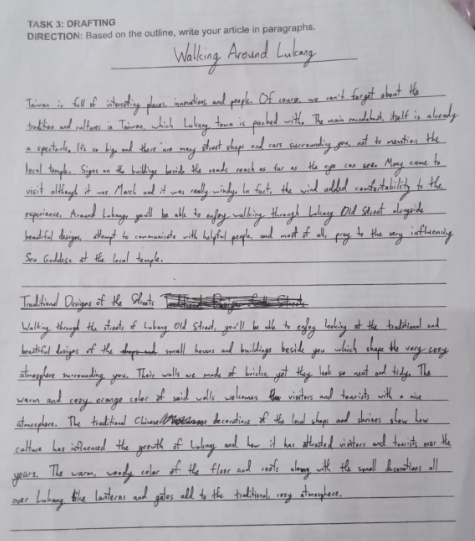 TASK 3: DRAFTING
DIRECTION: Based on the outline, write your article in paragraphs.
Walking Around Lukang
Taiwan is full of interesting places, innovations and people. Of course, we can't forget about the
tradition and cultures in Taiwan, which Lukang town is packed with. The main roundabout itself is already
a spectacle. It's so big and there are many street shops and cars surrounding you, not to mention the
local temple. Signs on the buildings beside the roads reach as far as the eye can see. Many come to
visit although it was March and it was really windy. In fact, the wind added comfortability to the
experience. Around Lukang, you'll be able to enjoy walking through Lukang Old Street alongside
beautiful designs, attempt to communicate with helpful people, and most of all, pray to the very influencing
Sea Goddess at the local temple.
Traditional Designs of the Streets
Walking through the streets of Lukang Old Street, you'll be able to enjoy looking at the traditional and
beautiful designs of the small houses and buildings beside you which shape the very cozy
atmosphere surrounding you. Their walls are made of bricks, yet they look so neat and tidy. The
warm and cozy orange color of said walls welcomes visitors and tourists with a nice
atmosphere. The traditional Chinese decorations of the local shops and shrines show how
culture has influenced the growth of Lukang and how it has attracted visitors and tourists over the
years. The warm, woody color of the floor and roofs along with the small decorations all
over Lukang like lanterns and gates add to the traditional, cozy atmosphere.